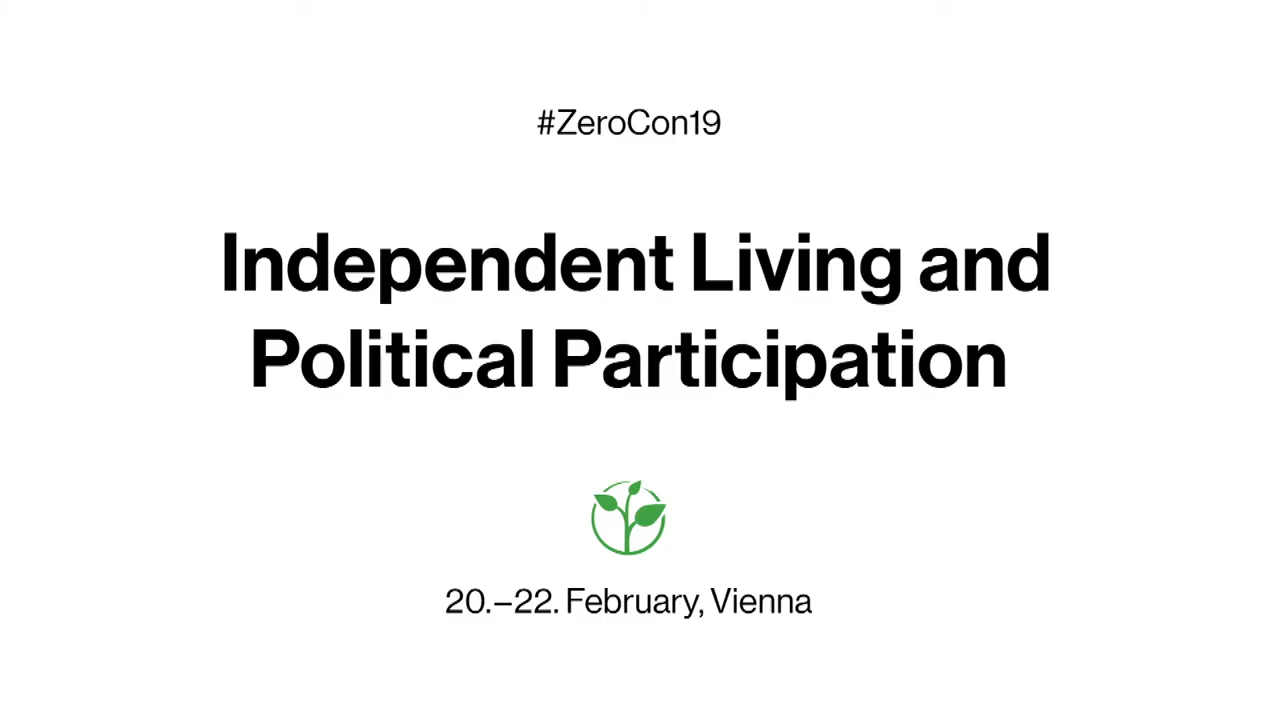 #ZeroCon19
Independent Living and
Political Participation
20.–22. February, Vienna